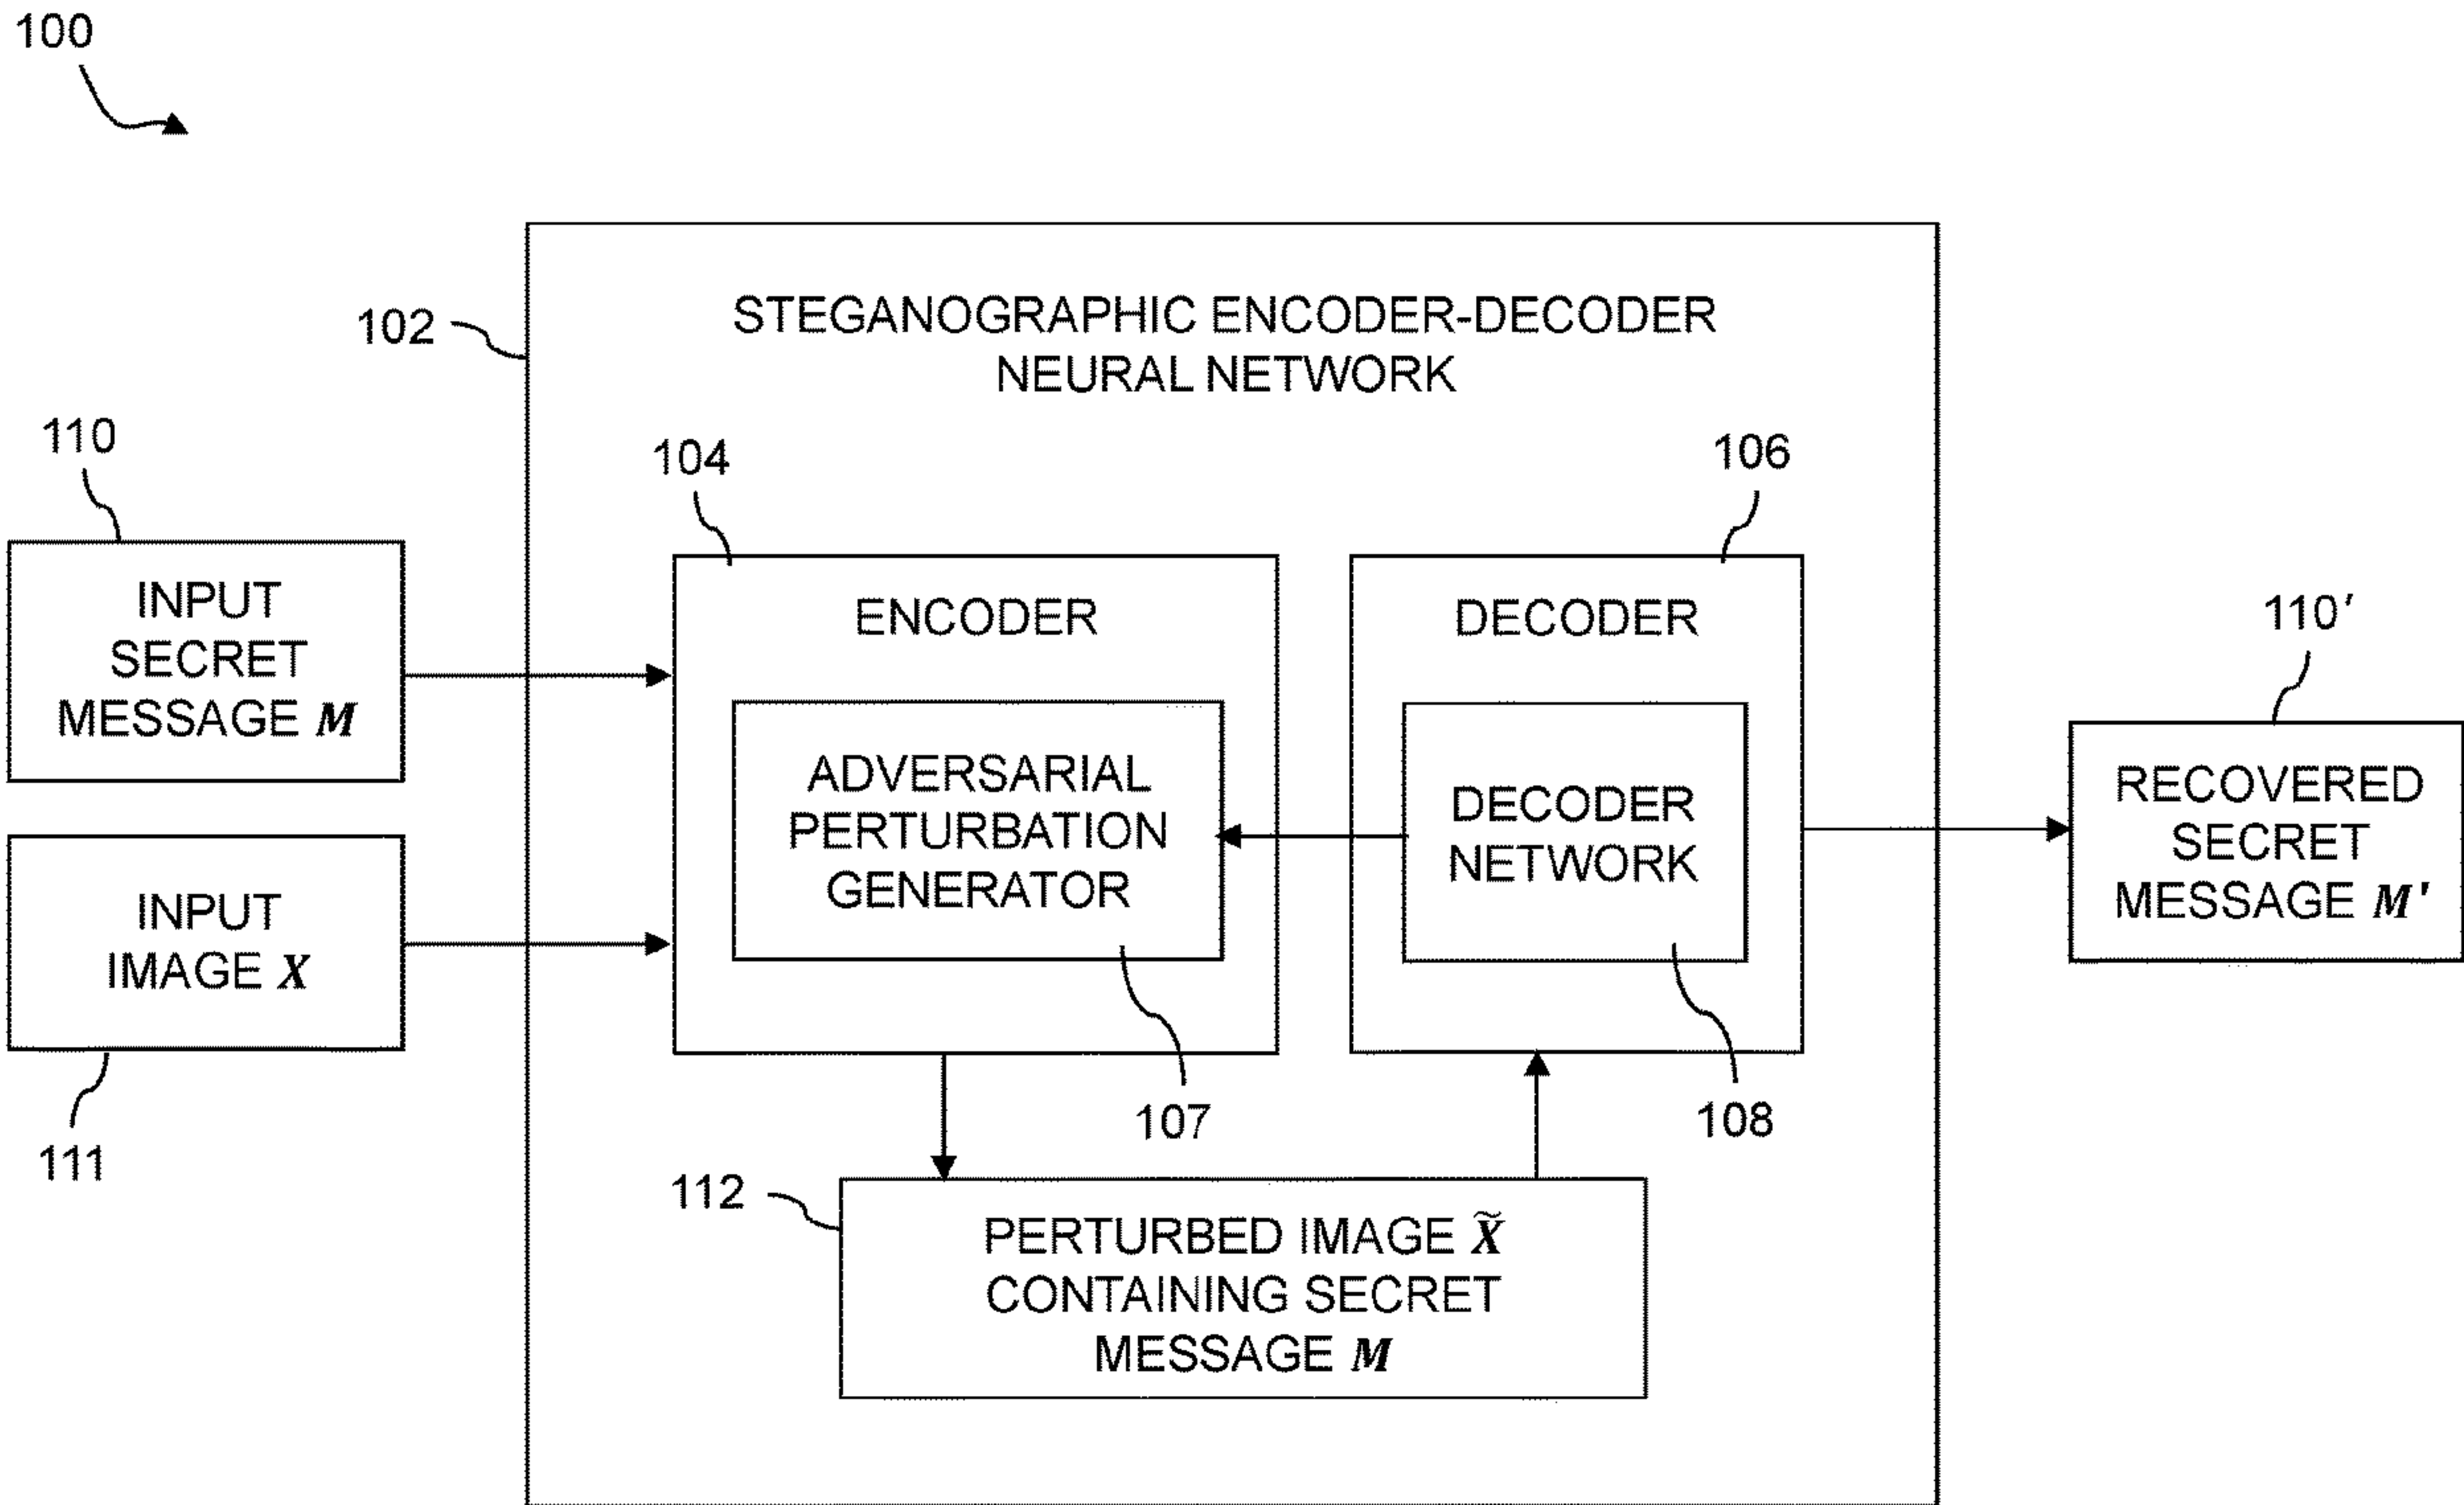 100
102
STEGANOGRAPHIC ENCODER-DECODER
NEURAL NETWORK
110
INPUT
SECRET
MESSAGE M
INPUT
IMAGE X
111
104
ENCODER
ADVERSARIAL
PERTURBATION
GENERATOR
107
106
DECODER
DECODER
NETWORK
108
112
PERTURBED IMAGE X̃
CONTAINING SECRET
MESSAGE M
110'
RECOVERED
SECRET
MESSAGE M'